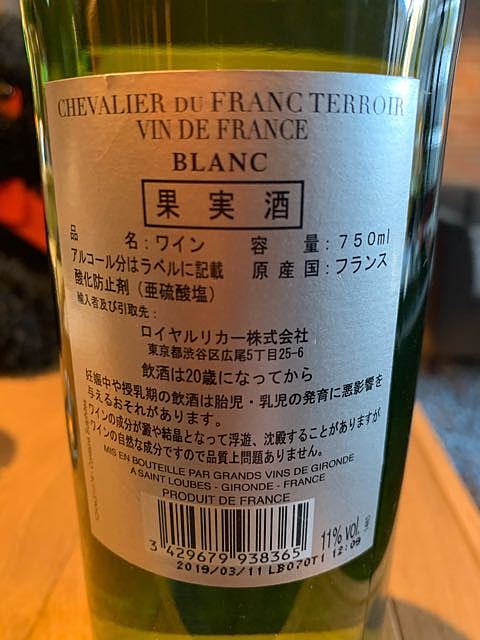 CHEVALIER DU FRANC TERROIR
VIN DE FRANCE
BLANC
果実酒
品 名:ワイン 容 量:750ml
アルコール分はラベルに記載 原産国:フランス
酸化防止剤(亜硫酸塩)
輸入者及び引取先:
ロイヤルリカー株式会社
東京都渋谷区広尾5丁目25-6
飲酒は20歳になってから
妊娠中や授乳期の飲酒は胎児・乳児の発育に悪影響を
与えるおそれがあります。
ワインの成分が澱や結晶となって浮遊、沈殿することがありますが
ワインの自然な成分ですので品質上問題ありません。
MIS EN BOUTEILLE PAR GRANDS VINS DE GIRONDE
A SAINT LOUBES - GIRONDE - FRANCE
PRODUIT DE FRANCE
11% vol.
3 429679 938365
2019/03/11 LB070T1 12:09